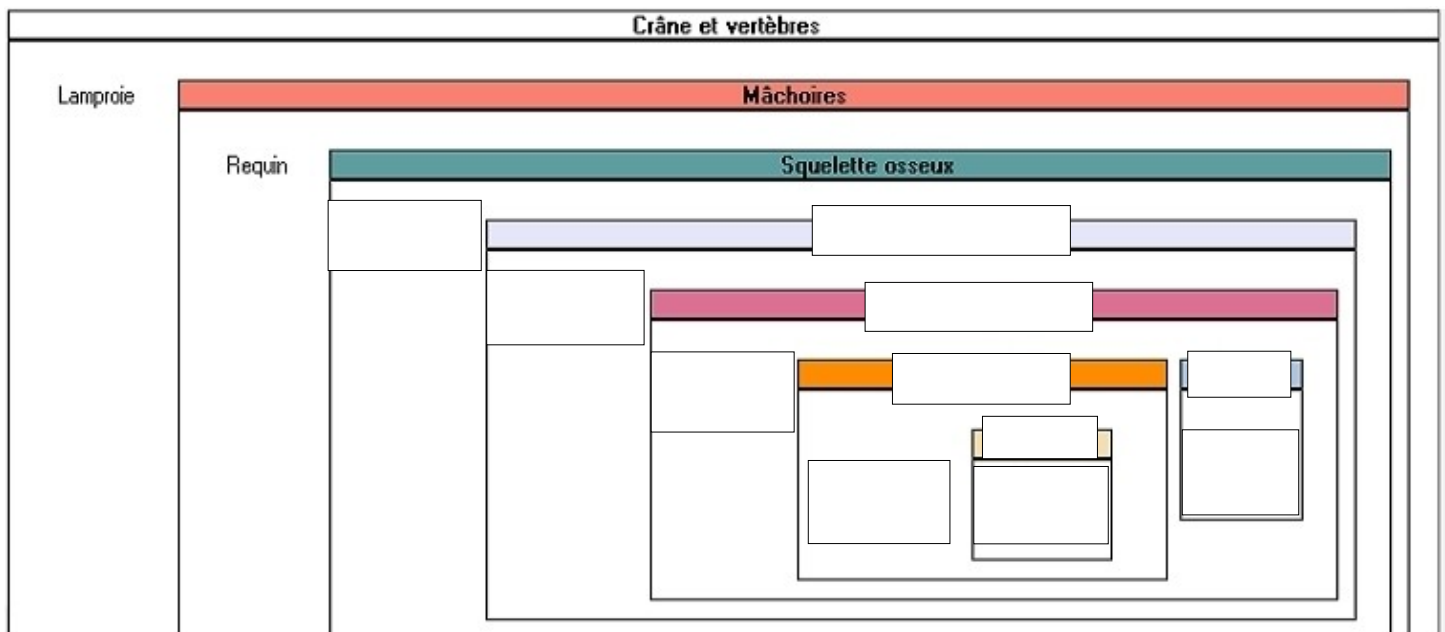 Crâne et vertèbres
Lamproie
Mâchoires
Requin
Squelette osseux